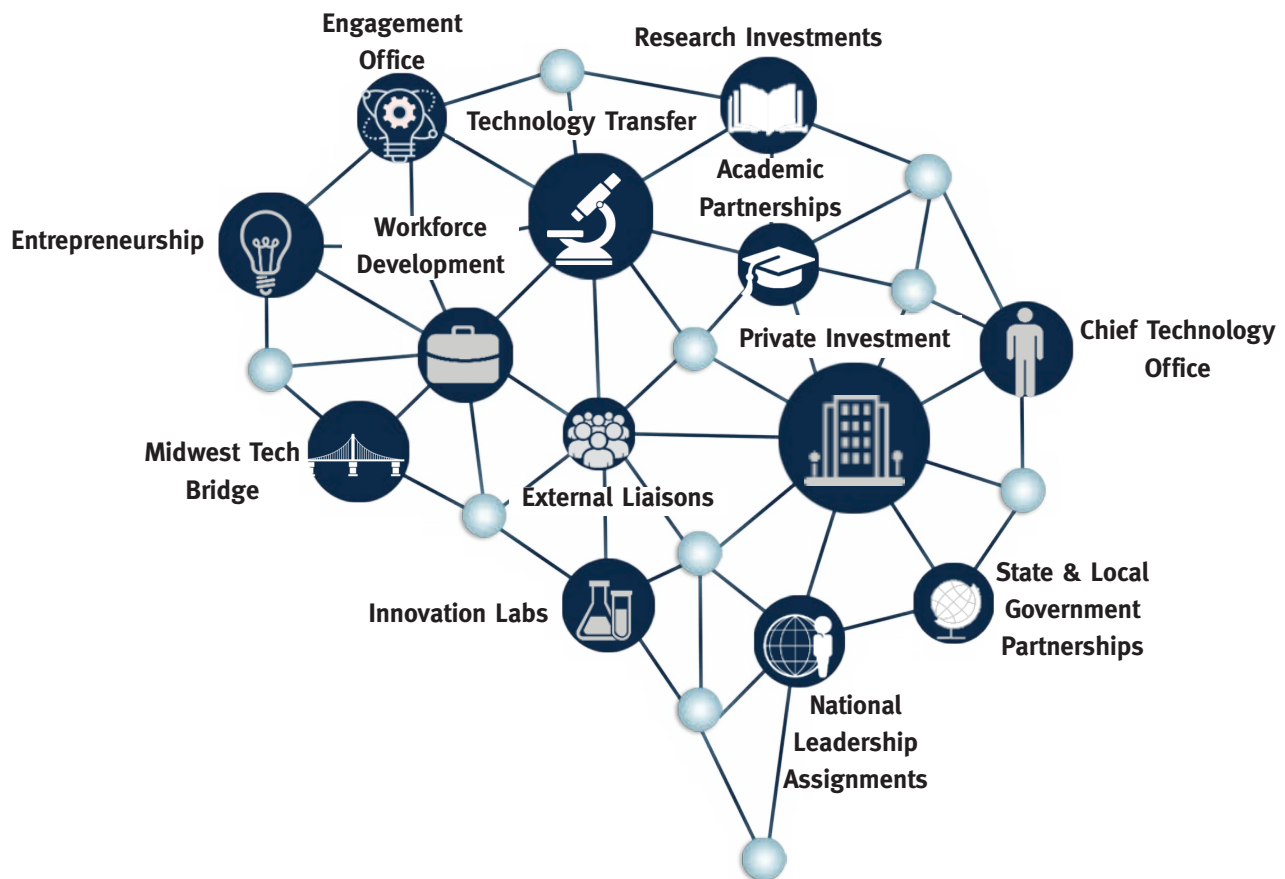 Engagement
Office
Research Investments
Technology Transfer
Academic
Partnerships
Entrepreneurship
Workforce
Development
Private Investment
Chief Technology
Office
Midwest Tech
Bridge
External Liaisons
Innovation Labs
State & Local
Government
Partnerships
National
Leadership
Assignments